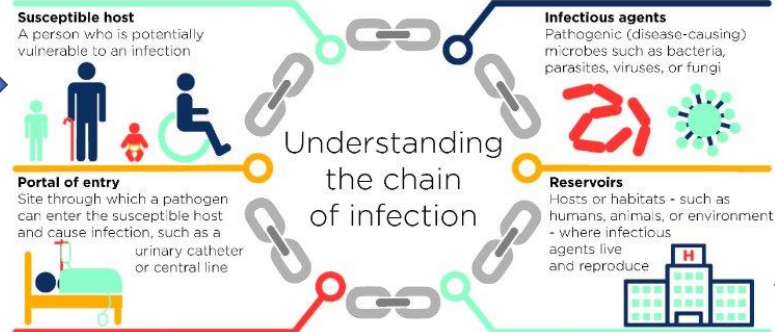 Susceptible host
A person who is potentially
vulnerable to an infection
Infectious agents
Pathogenic (disease-causing)
microbes such as bacteria,
parasites, viruses, or fungi
Understanding
the chain
of infection
Portal of entry
Site through which a pathogen
can enter the susceptible host
and cause infection, such as a
urinary catheter
or central line
Reservoirs
Hosts or habitats - such as
humans, animals, or environment
- where infectious
agents live
and reproduce
H